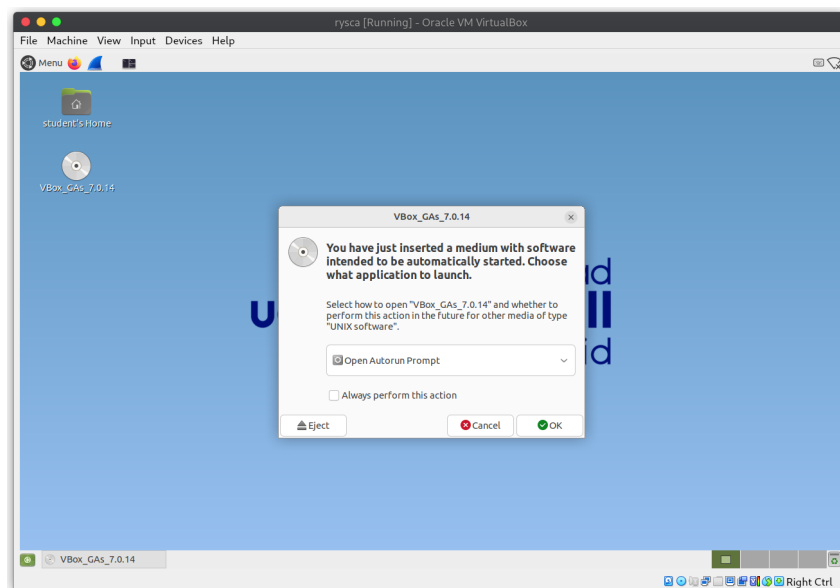 rysca [Running] - Oracle VM VirtualBox
File Machine View Input Devices Help
Menu
student's Home
VBox_GAs_7.0.14
VBox_GAs_7.0.14
You have just inserted a medium with software
intended to be automatically started. Choose
what application to launch.
Select how to open "VBox_GAs_7.0.14" and whether to
perform this action in the future for other media of type
"UNIX software".
Open Autorun Prompt
Always perform this action
Eject
Cancel
OK
VBox_GAs_7.0.14
Right Ctrl